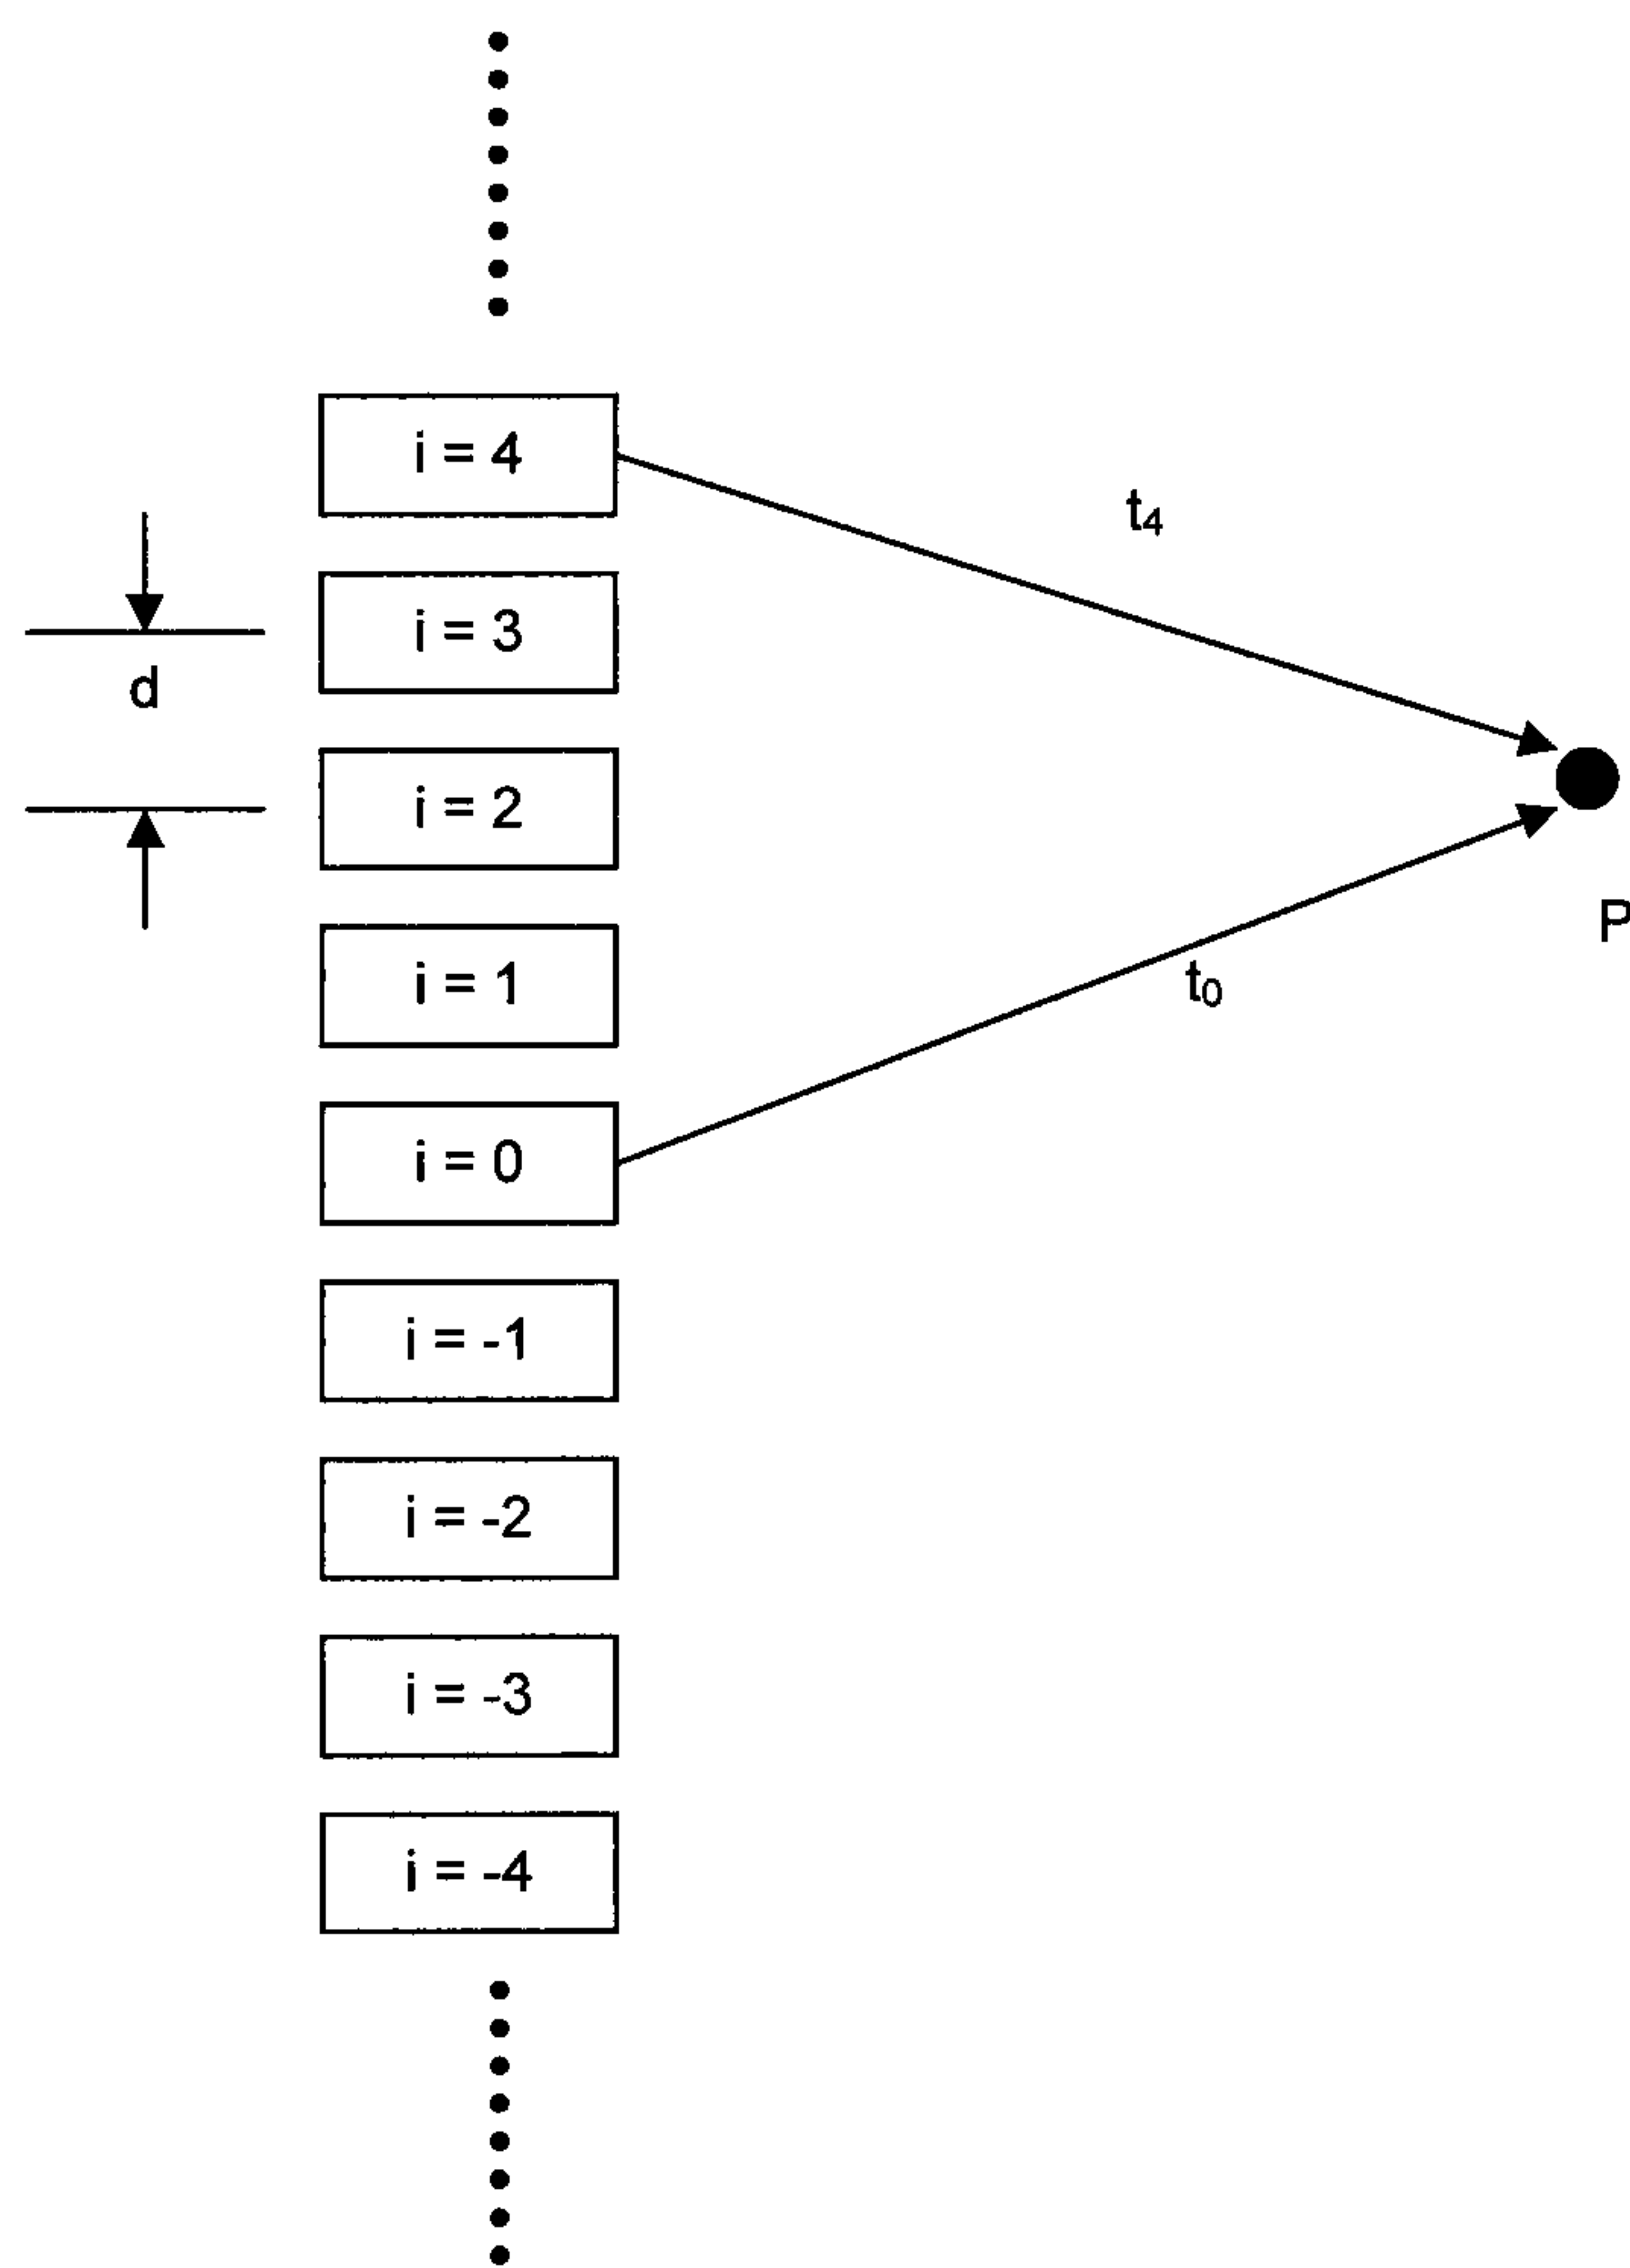 i = 4
t₄
i = 3
d
i = 2
P
i = 1
t₀
i = 0
i = -1
i = -2
i = -3
i = -4